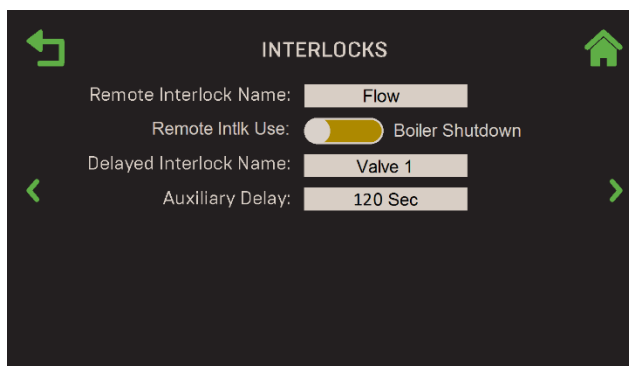 INTERLOCKS
Remote Interlock Name: Flow
Remote Intlk Use: Boiler Shutdown
Delayed Interlock Name: Valve 1
Auxiliary Delay: 120 Sec